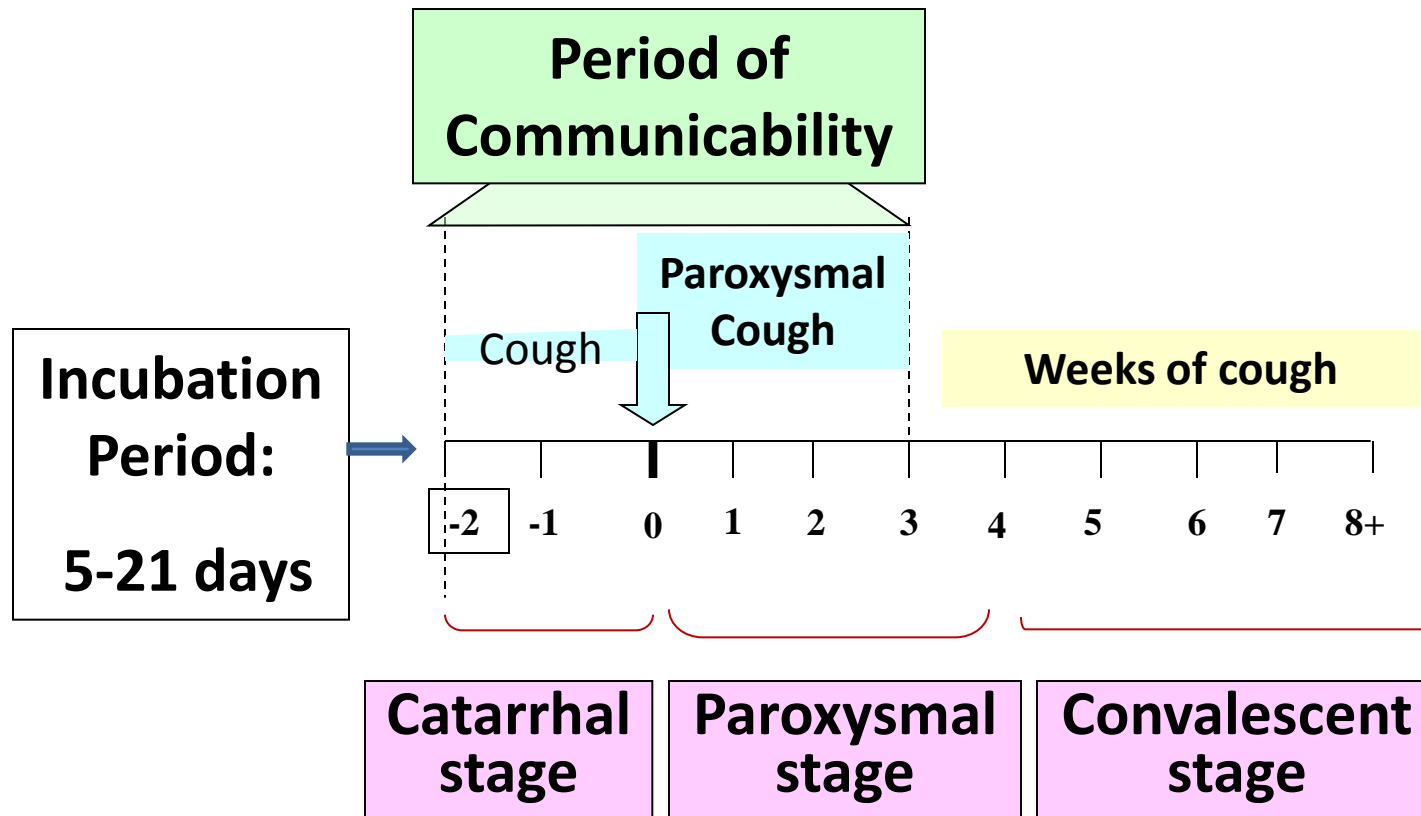 Period of
Communicability
Paroxysmal
Cough
Cough
Weeks of cough
Incubation
Period:
5-21 days
-2 -1 0 1 2 3 4 5 6 7 8+
Catarrhal
stage
Paroxysmal
stage
Convalescent
stage